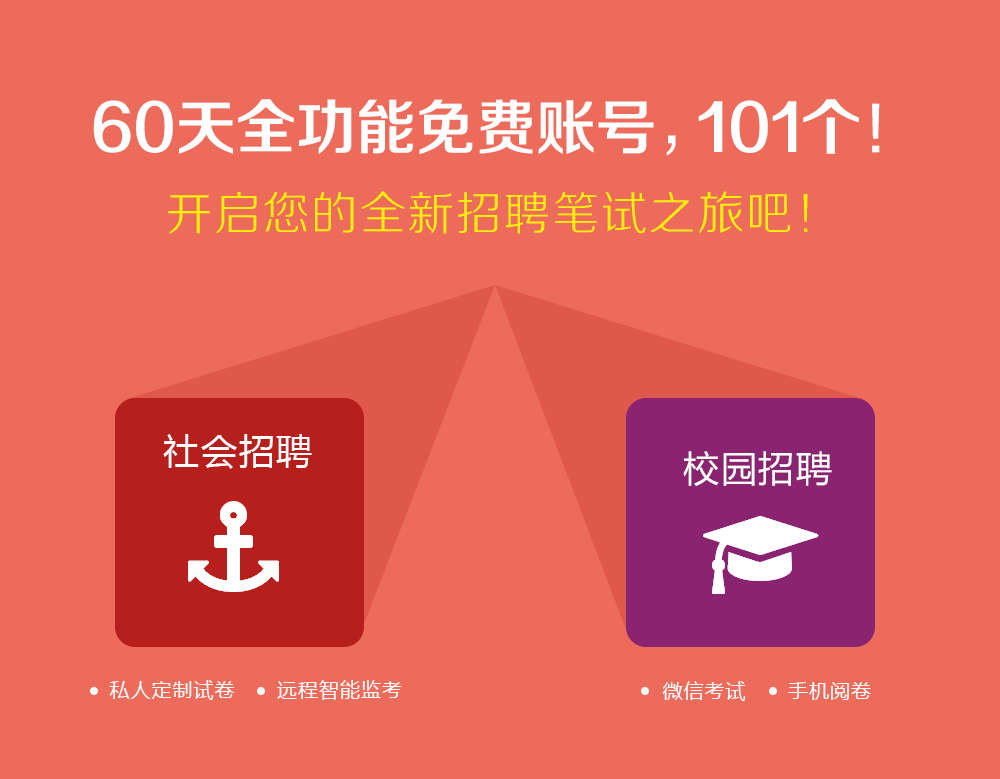 60天全功能免费账号，101个！
开启您的全新招聘笔试之旅吧！
社会招聘
校园招聘
• 私人定制试卷 • 远程智能监考
• 微信考试 • 手机阅卷